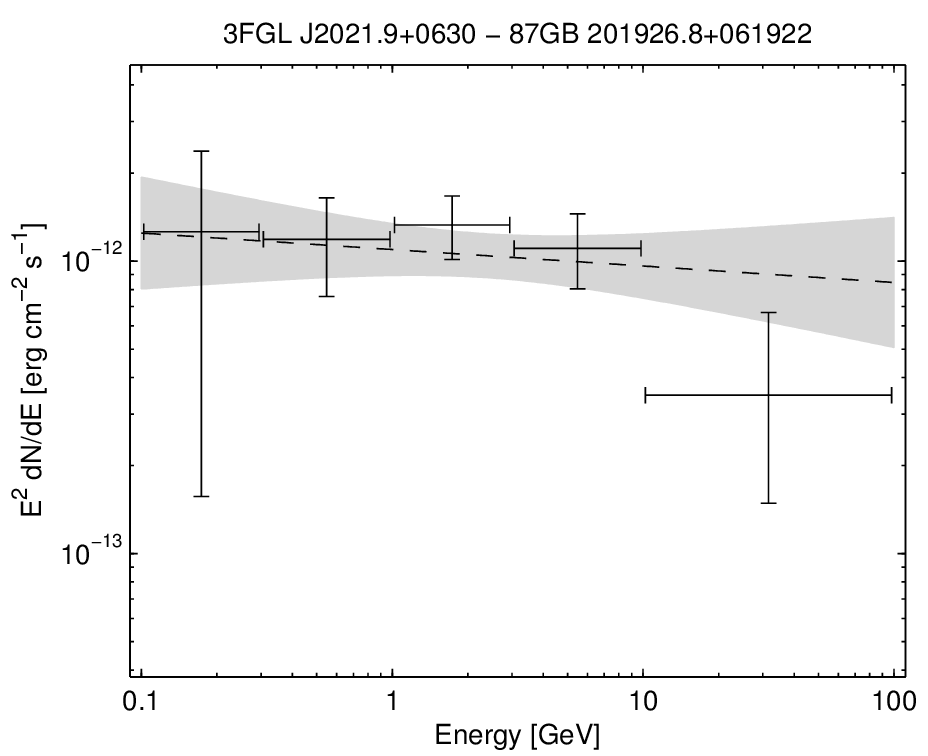 3FGL J2021.9+0630 − 87GB 201926.8+061922
E² dN/dE [erg cm⁻² s⁻¹]
10⁻¹²
10⁻¹³
0.1 1 10 100
Energy [GeV]